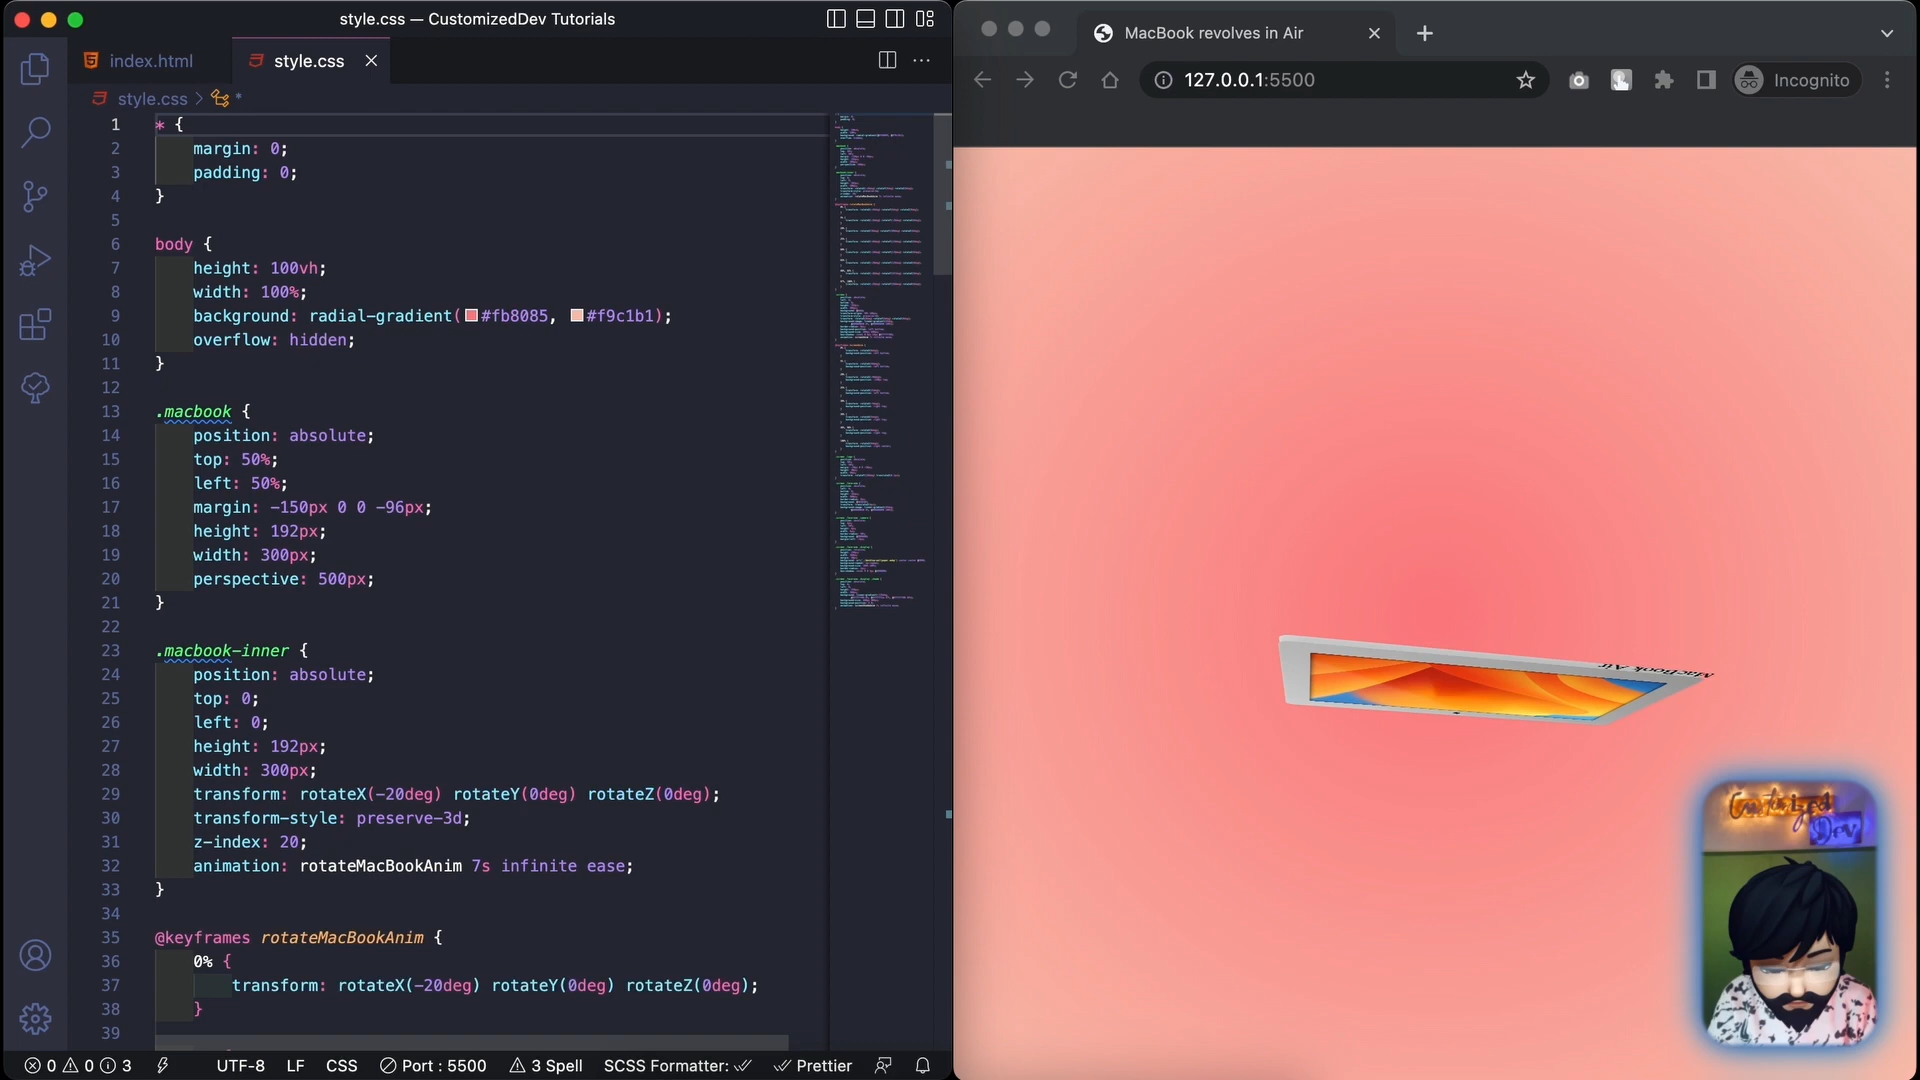 style.css — CustomizedDev Tutorials
index.html
style.css
style.css > *
1 * {
2 margin: 0;
3 padding: 0;
4 }
5
6 body {
7 height: 100vh;
8 width: 100%;
9 background: radial-gradient(#fb8085, #f9c1b1);
10 overflow: hidden;
11 }
12
13 .macbook {
14 position: absolute;
15 top: 50%;
16 left: 50%;
17 margin: -150px 0 0 -96px;
18 height: 192px;
19 width: 300px;
20 perspective: 500px;
21 }
22
23 .macbook-inner {
24 position: absolute;
25 top: 0;
26 left: 0;
27 height: 192px;
28 width: 300px;
29 transform: rotateX(-20deg) rotateY(0deg) rotateZ(0deg);
30 transform-style: preserve-3d;
31 z-index: 20;
32 animation: rotateMacBookAnim 7s infinite ease;
33 }
34
35 @keyframes rotateMacBookAnim {
36 0% {
37 transform: rotateX(-20deg) rotateY(0deg) rotateZ(0deg);
38 }
39
0 0 3 UTF-8 LF CSS Port : 5500 3 Spell SCSS Formatter: Prettier
MacBook revolves in Air
127.0.0.1:5500
Incognito
MacBook Air
Customized
Dev